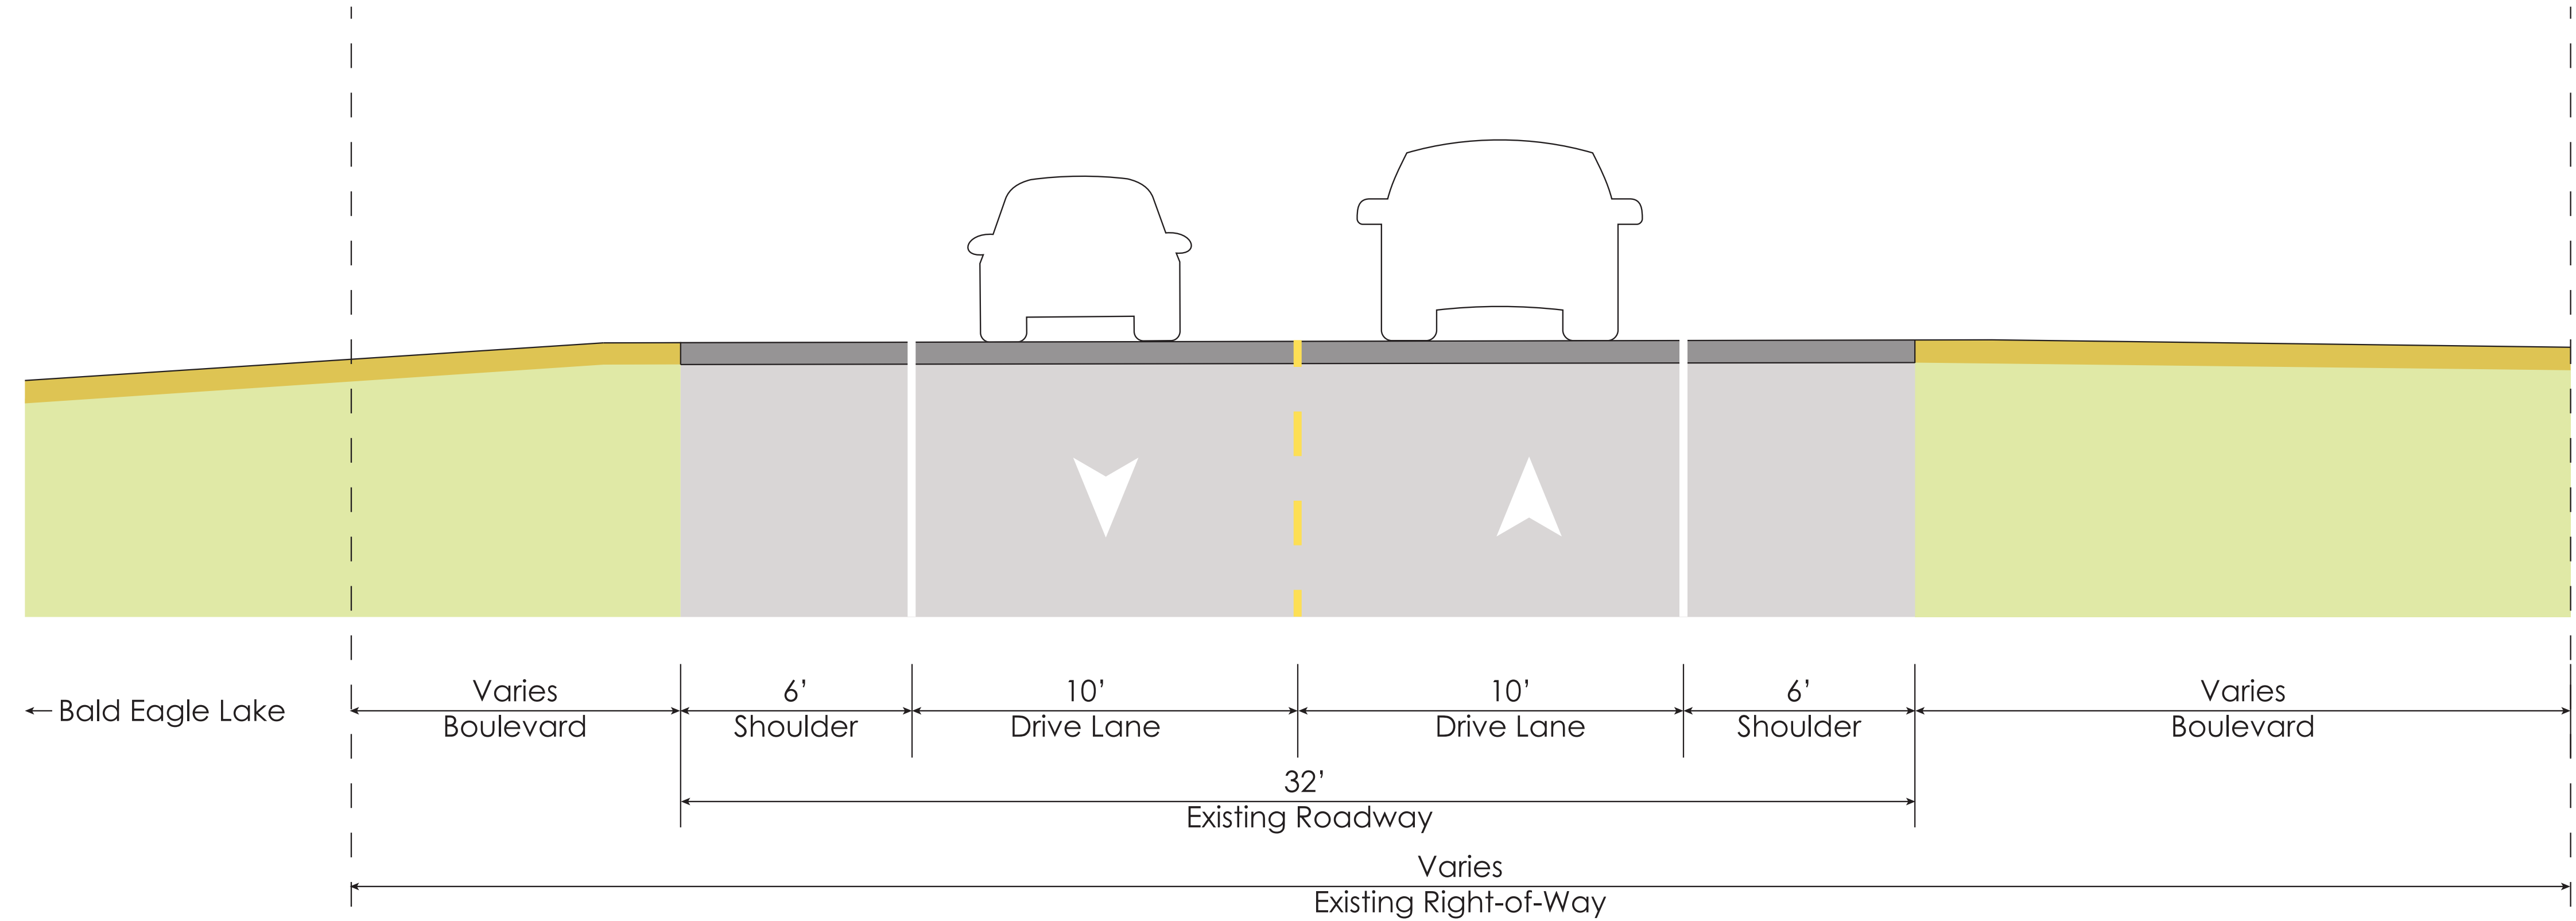 Bald Eagle Lake
Varies
Boulevard
6’
Shoulder
10’
Drive Lane
10’
Drive Lane
6’
Shoulder
Varies
Boulevard
32’
Existing Roadway
Varies
Existing Right-of-Way